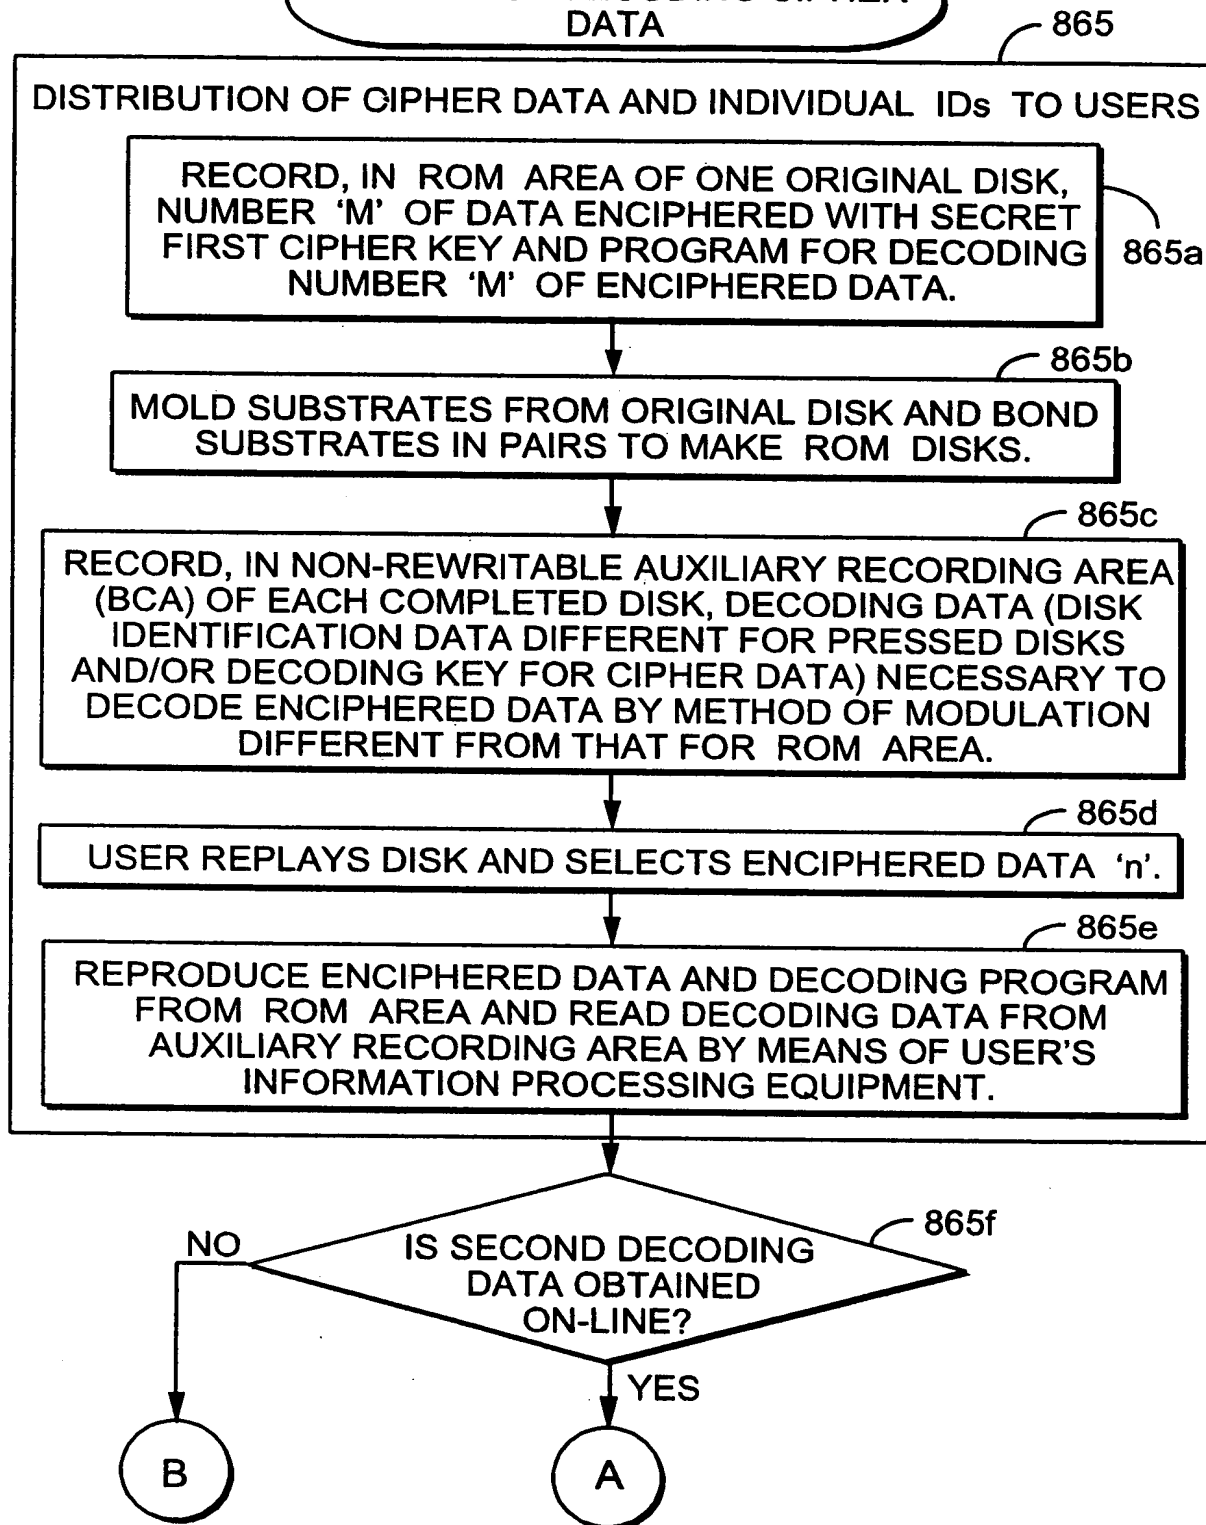 DATA
865
DISTRIBUTION OF CIPHER DATA AND INDIVIDUAL IDs TO USERS
RECORD, IN ROM AREA OF ONE ORIGINAL DISK,
NUMBER 'M' OF DATA ENCIPHERED WITH SECRET
FIRST CIPHER KEY AND PROGRAM FOR DECODING
NUMBER 'M' OF ENCIPHERED DATA.
865a
865b
MOLD SUBSTRATES FROM ORIGINAL DISK AND BOND
SUBSTRATES IN PAIRS TO MAKE ROM DISKS.
865c
RECORD, IN NON-REWRITABLE AUXILIARY RECORDING AREA
(BCA) OF EACH COMPLETED DISK, DECODING DATA (DISK
IDENTIFICATION DATA DIFFERENT FOR PRESSED DISKS
AND/OR DECODING KEY FOR CIPHER DATA) NECESSARY TO
DECODE ENCIPHERED DATA BY METHOD OF MODULATION
DIFFERENT FROM THAT FOR ROM AREA.
865d
USER REPLAYS DISK AND SELECTS ENCIPHERED DATA 'n'.
865e
REPRODUCE ENCIPHERED DATA AND DECODING PROGRAM
FROM ROM AREA AND READ DECODING DATA FROM
AUXILIARY RECORDING AREA BY MEANS OF USER'S
INFORMATION PROCESSING EQUIPMENT.
865f
NO
IS SECOND DECODING
DATA OBTAINED
ON-LINE?
YES
B
A